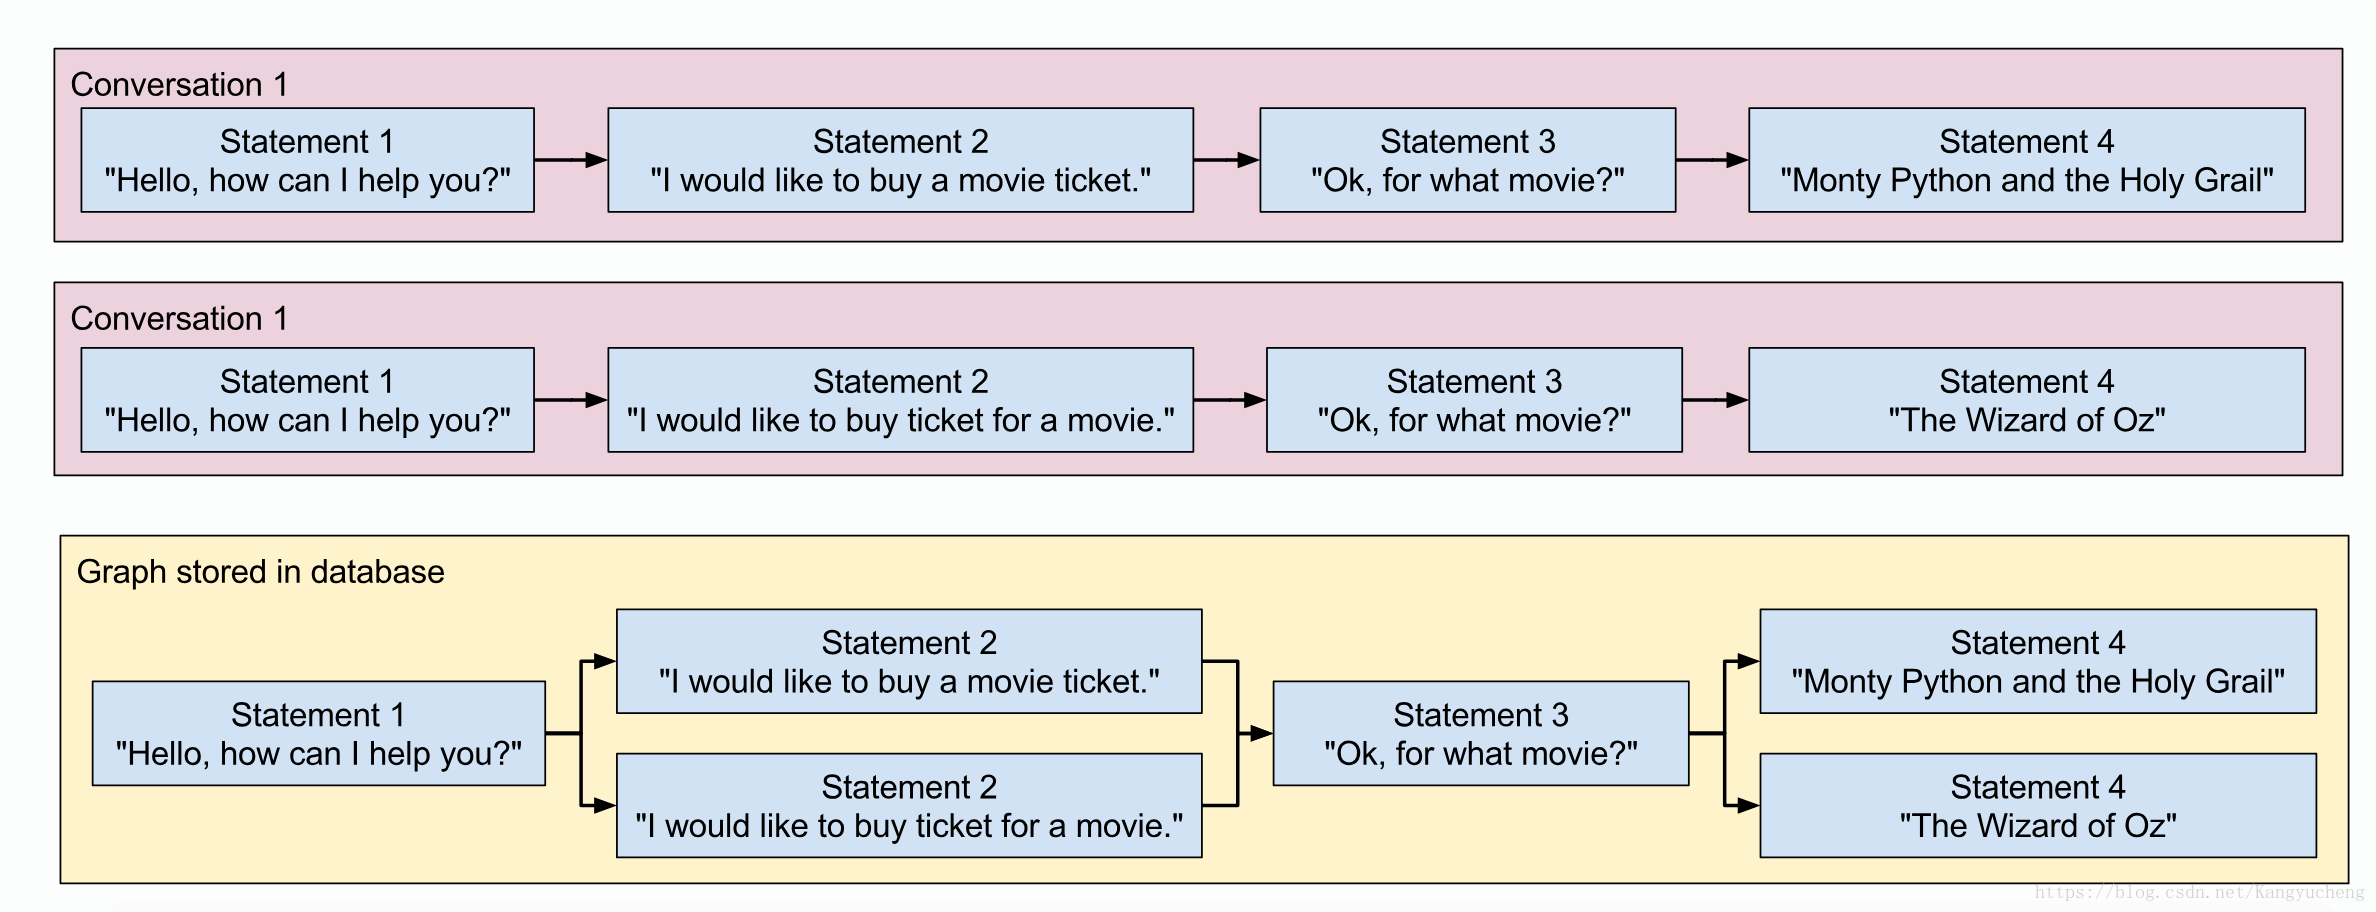 Conversation 1
Statement 1
"Hello, how can I help you?"
Statement 2
"I would like to buy a movie ticket."
Statement 3
"Ok, for what movie?"
Statement 4
"Monty Python and the Holy Grail"
Conversation 1
Statement 1
"Hello, how can I help you?"
Statement 2
"I would like to buy ticket for a movie."
Statement 3
"Ok, for what movie?"
Statement 4
"The Wizard of Oz"
Graph stored in database
Statement 1
"Hello, how can I help you?"
Statement 2
"I would like to buy a movie ticket."
Statement 2
"I would like to buy ticket for a movie."
Statement 3
"Ok, for what movie?"
Statement 4
"Monty Python and the Holy Grail"
Statement 4
"The Wizard of Oz"
https://blog.csdn.net/Kangyucheng